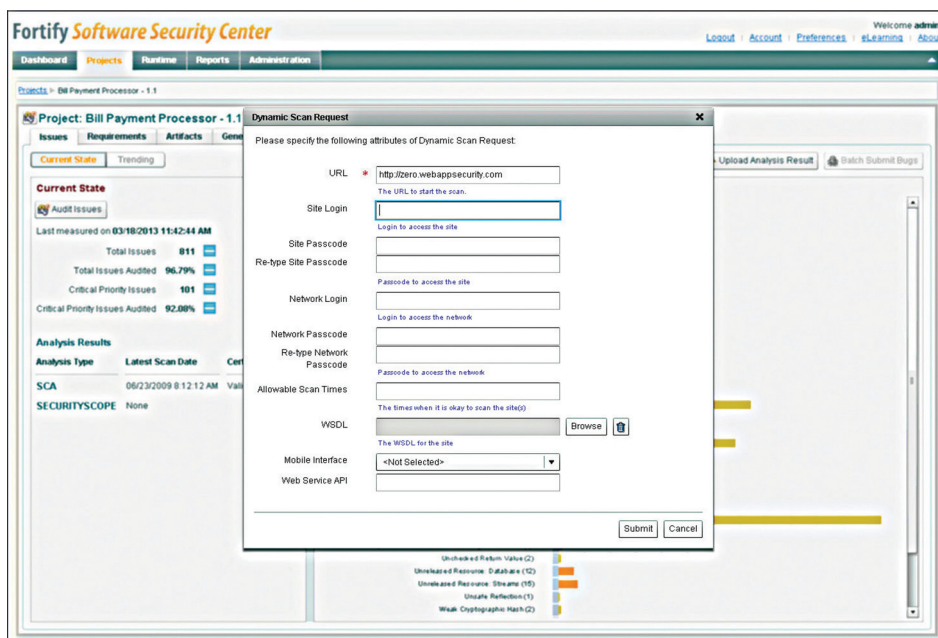 Fortify Software Security Center
Welcome admin
Logout Account Preferences eLearning
Dashboard Projects Runtime Reports Administration
Projects > Bill Payment Processor - 1.1
Project: Bill Payment Processor - 1.1
Issues Requirements Artifacts
Current State Trending
Upload Analysis Result Batch Submit Bugs
Current State
Audit Issues
Last measured on 03/18/2013 11:42:44 AM
Total Issues 811
Total Issues Audited 96.79%
Critical Priority Issues 101
Critical Priority Issues Audited 92.08%
Analysis Results
Analysis Type Latest Scan Date
SCA 06/23/2009 8:12:12 AM
SECURITYSCOPE None
Dynamic Scan Request
Please specify the following attributes of Dynamic Scan Request:
URL * http://zero.webappsecurity.com
The URL to start the scan.
Site Login
Login to access the site
Site Passcode
Re-type Site Passcode
Passcode to access the site
Network Login
Login to access the network
Network Passcode
Re-type Network
Passcode
Passcode to access the network
Allowable Scan Times
The times when it is okay to scan the site(s)
WSDL Browse
The WSDL for the site
Mobile Interface <Not Selected>
Web Service API
Submit Cancel
Unchecked Return Value (2)
Unreleased Resource: Database (12)
Unreleased Resource: Streams (15)
Unsafe Reflection (1)
Weak Cryptographic Hash (2)